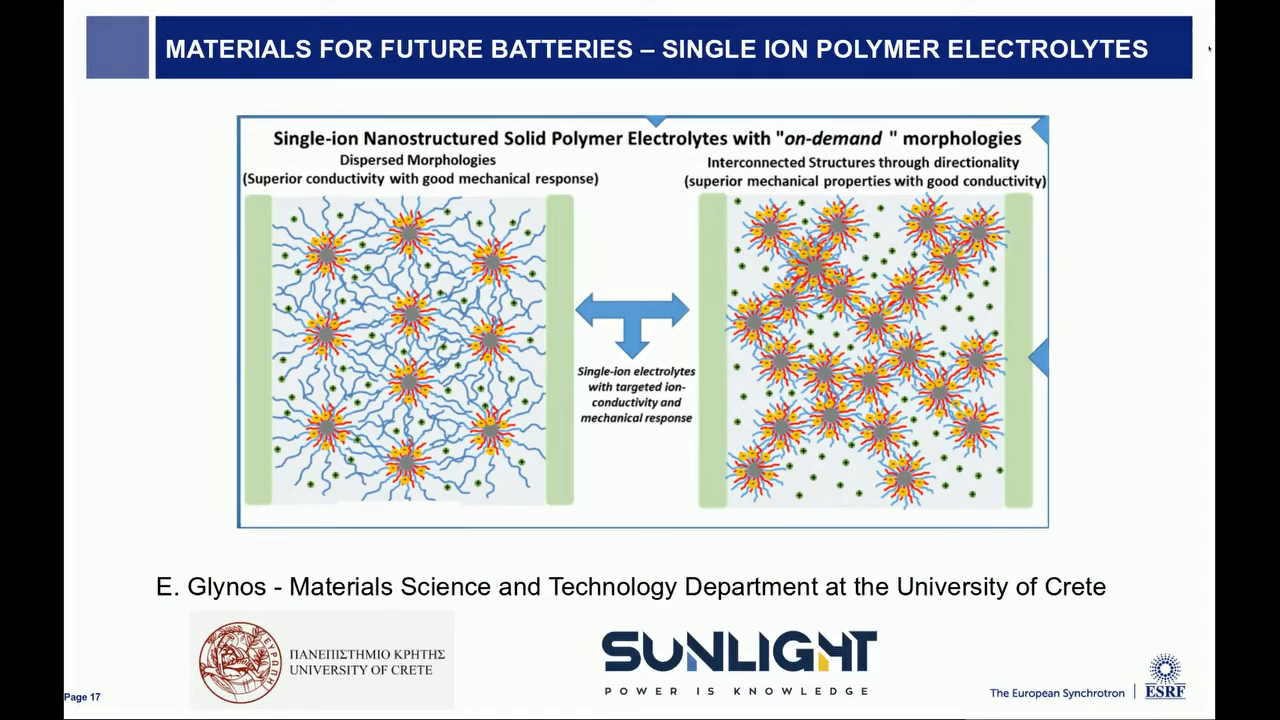 MATERIALS FOR FUTURE BATTERIES – SINGLE ION POLYMER ELECTROLYTES
Single-ion Nanostructured Solid Polymer Electrolytes with "on-demand " morphologies
Dispersed Morphologies
(Superior conductivity with good mechanical response)
Interconnected Structures through directionality
(superior mechanical properties with good conductivity)
Single-ion electrolytes
with targeted ion-
conductivity and
mechanical response
E. Glynos - Materials Science and Technology Department at the University of Crete
ΠΑΝΕΠΙΣΤΗΜΙΟ ΚΡΗΤΗΣ
UNIVERSITY OF CRETE
ΕΥΡΩΠΗ
SUNLIGHT
POWER IS KNOWLEDGE
Page 17
The European Synchrotron
ESRF